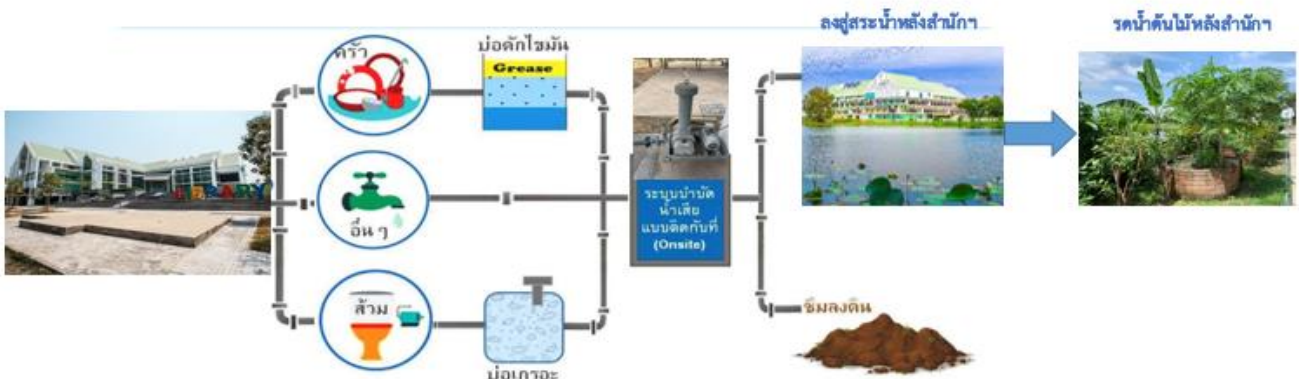 ลงสู่สระน้ำหลังสำนักฯ
รดน้ำต้นไม้หลังสำนักฯ
ครัว
บ่อดักไขมัน
Grease
LIBRARY
อื่น ๆ
ระบบบำบัด
น้ำเสีย
แบบติดกับที่
(Onsite)
ส้วม
บ่อเกรอะ
ซึมลงดิน